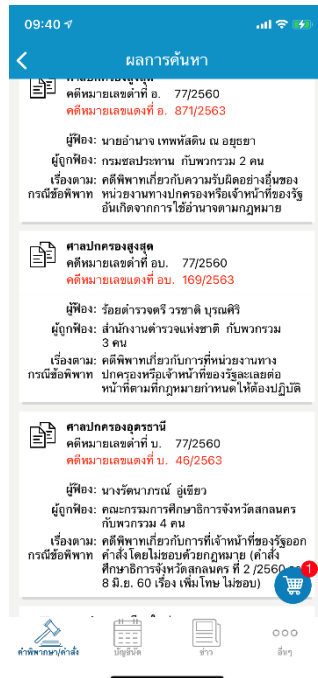 09:40
ผลการค้นหา
ศาลปกครองสูงสุด
คดีหมายเลขดำที่ อ. 77/2560
คดีหมายเลขแดงที่ อ. 871/2563
ผู้ฟ้อง: นายอำนาจ เทพหัสดิน ณ อยุธยา
ผู้ถูกฟ้อง: กรมชลประทาน กับพวกรวม 2 คน
เรื่องตาม: คดีพิพาทเกี่ยวกับความรับผิดอย่างอื่นของ
กรณีข้อพิพาท หน่วยงานทางปกครองหรือเจ้าหน้าที่ของรัฐ
อันเกิดจากการใช้อำนาจตามกฎหมาย
ศาลปกครองสูงสุด
คดีหมายเลขดำที่ อบ. 77/2560
คดีหมายเลขแดงที่ อบ. 169/2563
ผู้ฟ้อง: ร้อยตำรวจตรี วรชาติ บุรณศิริ
ผู้ถูกฟ้อง: สำนักงานตำรวจแห่งชาติ กับพวกรวม
3 คน
เรื่องตาม: คดีพิพาทเกี่ยวกับการที่หน่วยงานทาง
กรณีข้อพิพาท ปกครองหรือเจ้าหน้าที่ของรัฐละเลยต่อ
หน้าที่ตามที่กฎหมายกำหนดให้ต้องปฏิบัติ
ศาลปกครองอุดรธานี
คดีหมายเลขดำที่ บ. 77/2560
คดีหมายเลขแดงที่ บ. 46/2563
ผู้ฟ้อง: นางรัตนาภรณ์ อู่เขียว
ผู้ถูกฟ้อง: คณะกรรมการศึกษาธิการจังหวัดสกลนคร
กับพวกรวม 4 คน
เรื่องตาม: คดีพิพาทเกี่ยวกับการที่เจ้าหน้าที่ของรัฐออก
กรณีข้อพิพาท คำสั่งโดยไม่ชอบด้วยกฎหมาย (คำสั่ง
ศึกษาธิการจังหวัดสกลนคร ที่ 2 /2560
8 มิ.ย. 60 เรื่อง เพิ่มโทษ ไม่ชอบ)
1
คำพิพากษา/คำสั่ง บัญชีนัด ข่าว อื่นๆ